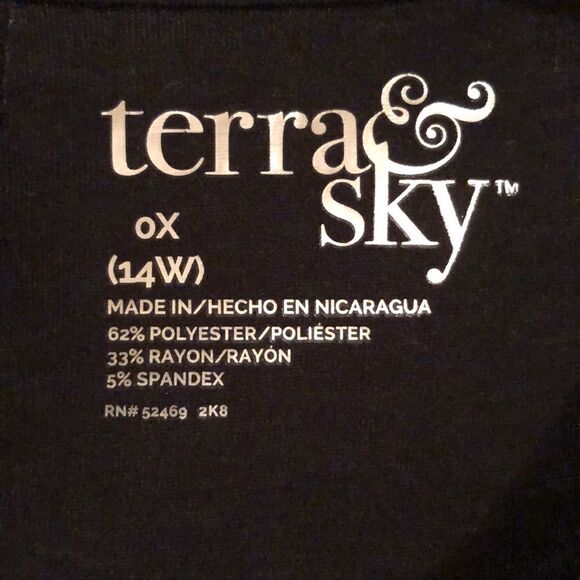 terra &
sky™
0X
(14W)
MADE IN/HECHO EN NICARAGUA
62% POLYESTER/POLIÉSTER
33% RAYON/RAYÓN
5% SPANDEX
RN# 52469 2K8